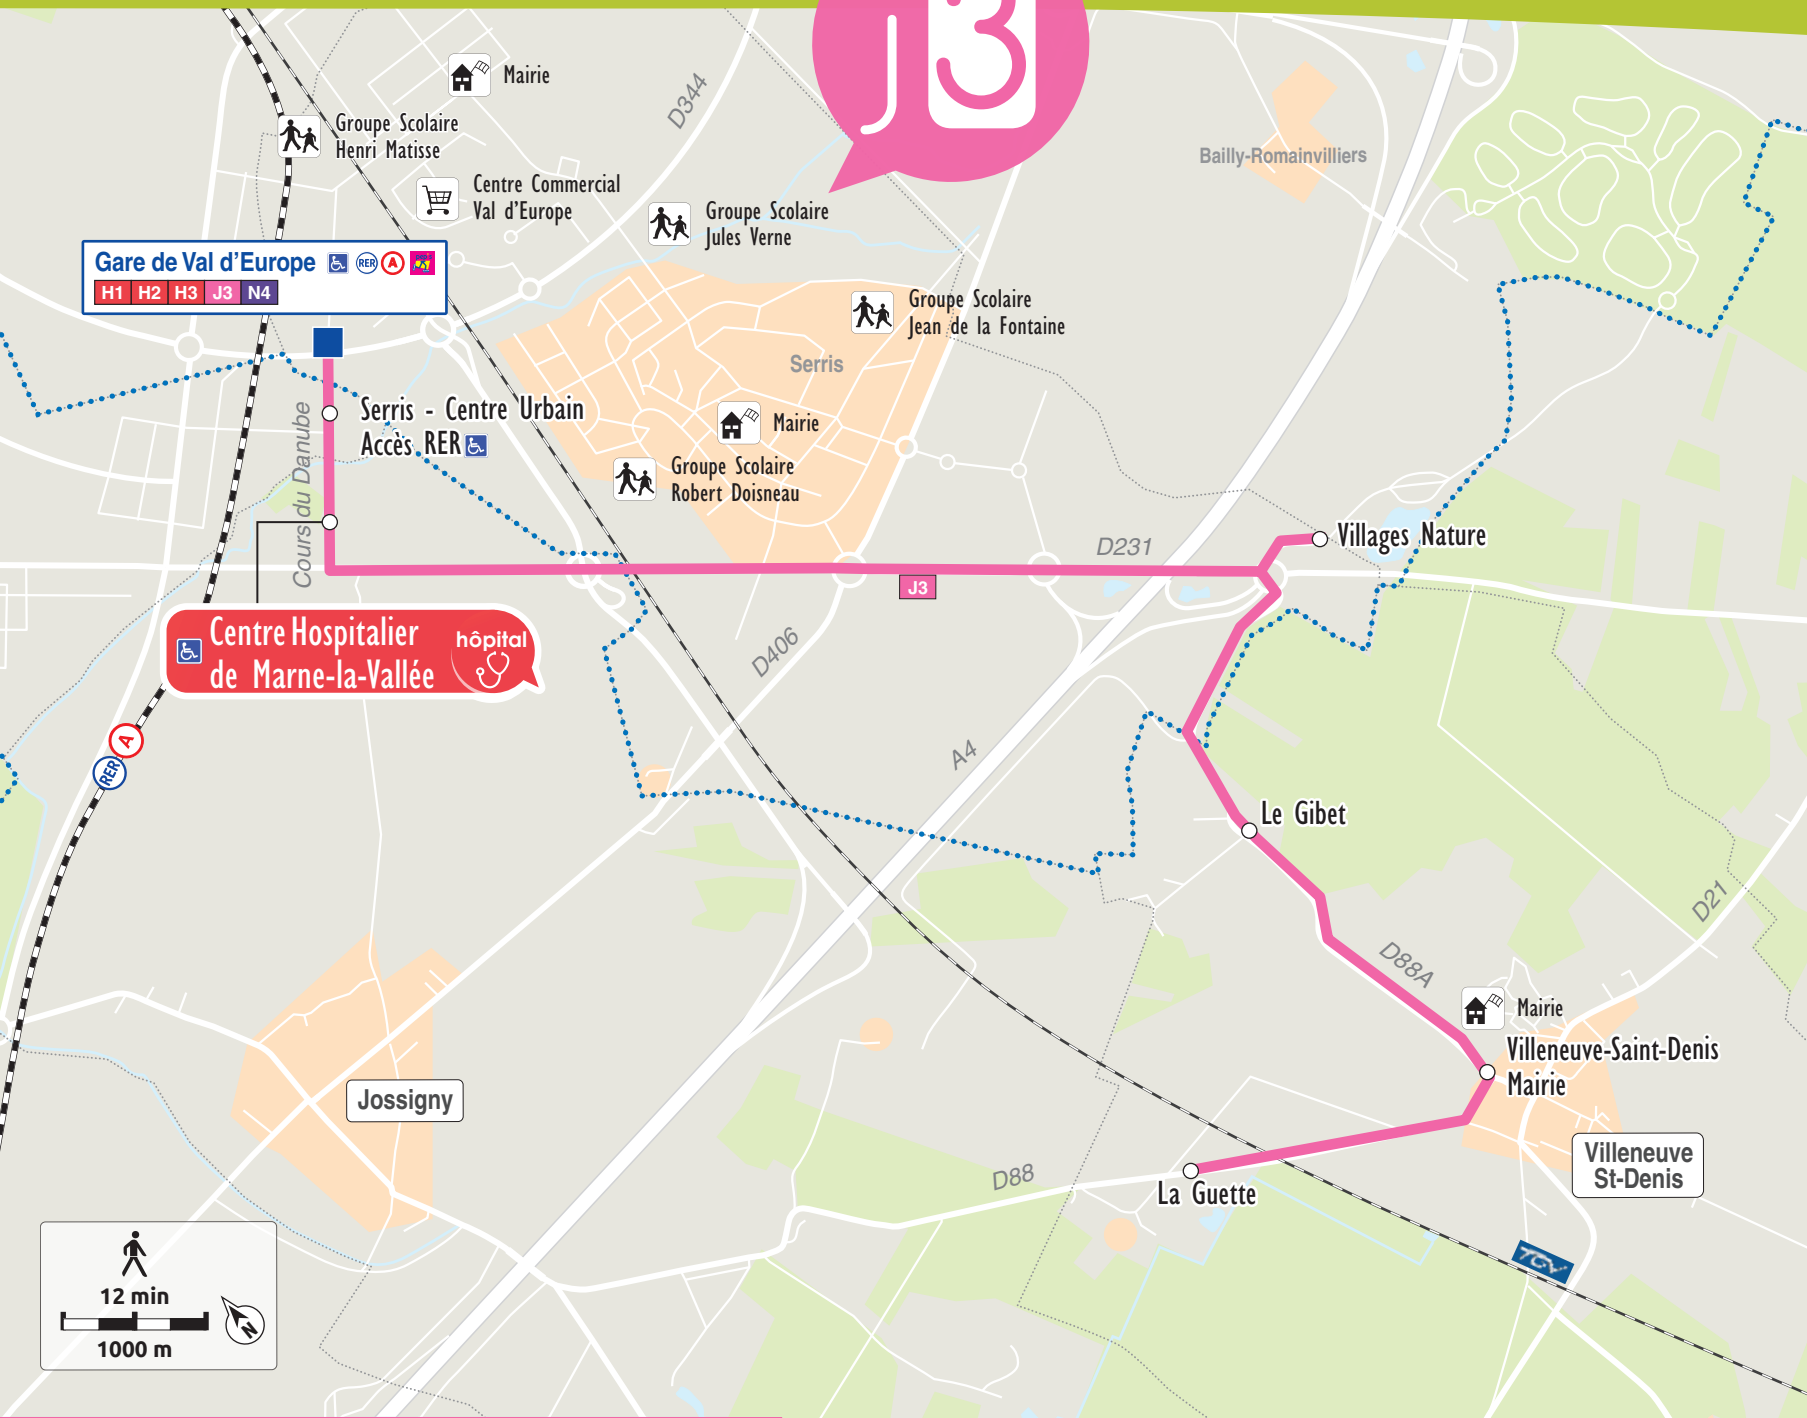 J3
Mairie
D344
Groupe Scolaire
Henri Matisse
Centre Commercial
Val d'Europe
Groupe Scolaire
Jules Verne
Bailly-Romainvilliers
Gare de Val d'Europe RER A
H1 H2 H3 J3 N4
Groupe Scolaire
Jean de la Fontaine
Serris
Serris - Centre Urbain
Accès RER
Mairie
Groupe Scolaire
Robert Doisneau
Cours du Danube
Villages Nature
D231
J3
Centre Hospitalier
de Marne-la-Vallée
hôpital
D406
A
RER
A4
Le Gibet
D21
D88A
Mairie
Villeneuve-Saint-Denis
Mairie
Jossigny
Villeneuve
St-Denis
D88
La Guette
TGV
12 min
1000 m
N